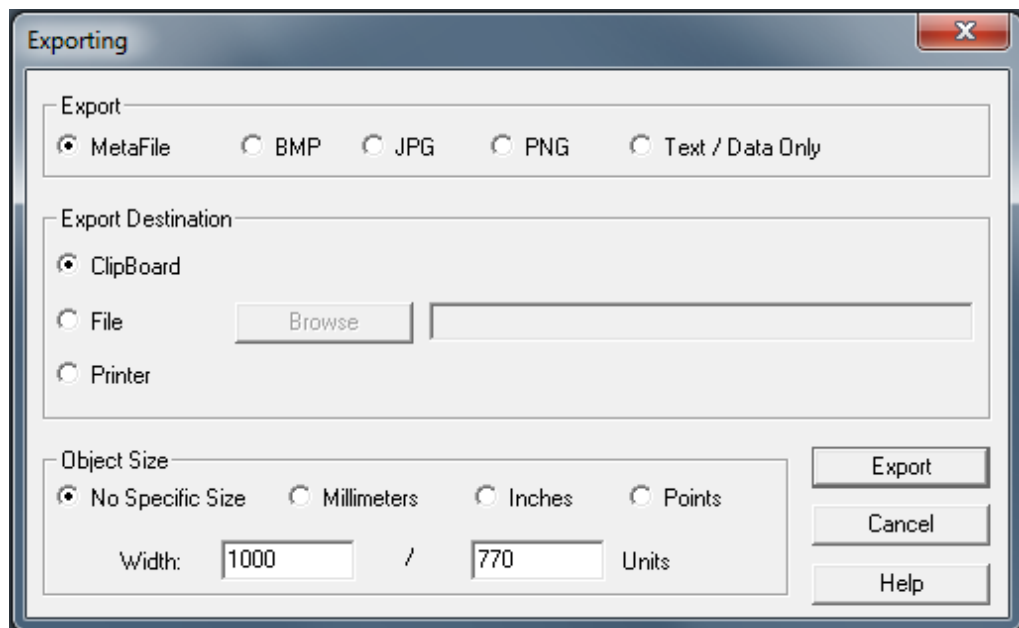 Exporting
Export
MetaFile BMP JPG PNG Text / Data Only
Export Destination
ClipBoard
File Browse
Printer
Object Size
No Specific Size Millimeters Inches Points
Width: 1000 / 770 Units
Export
Cancel
Help